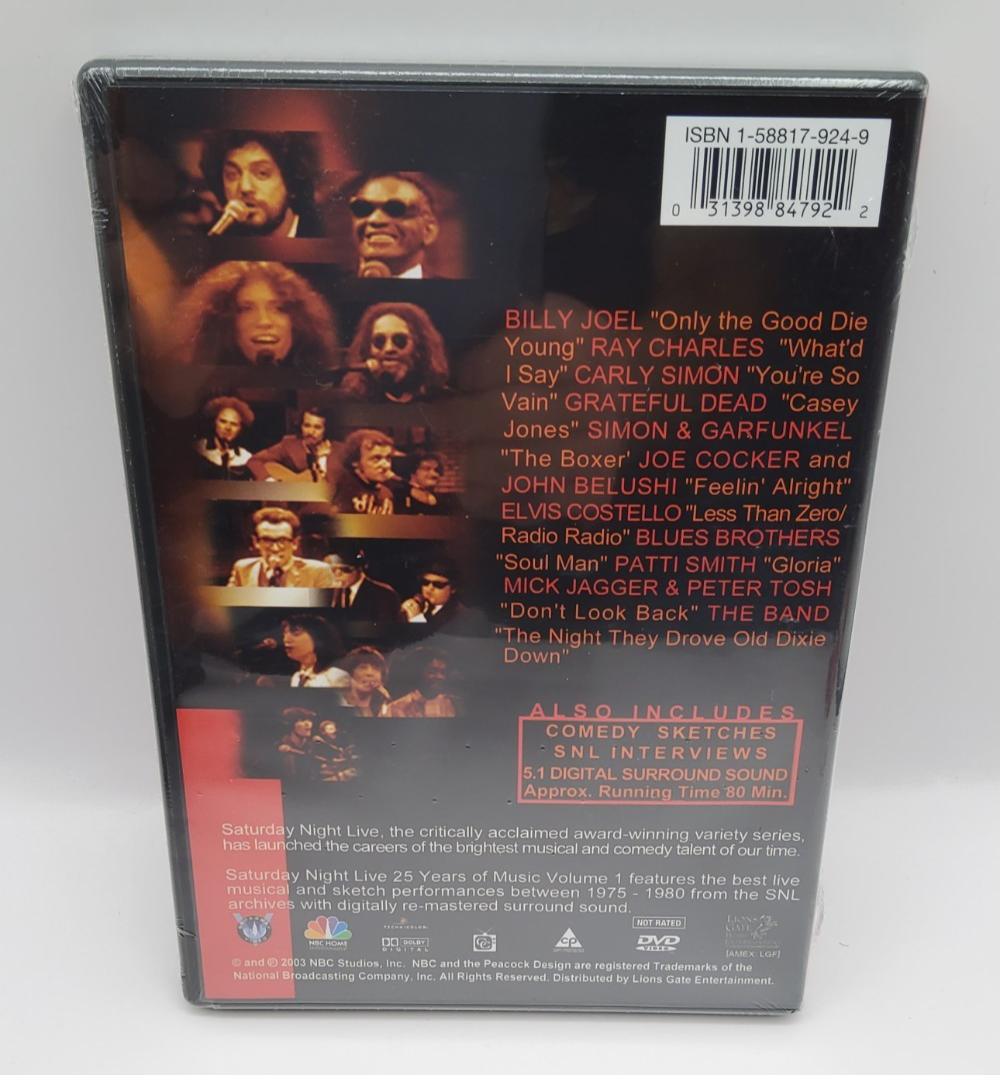 ISBN 1-58817-924-9
0 31398 84792 2
BILLY JOEL "Only the Good Die
Young" RAY CHARLES "What'd
I Say" CARLY SIMON "You're So
Vain" GRATEFUL DEAD "Casey
Jones" SIMON & GARFUNKEL
"The Boxer' JOE COCKER and
JOHN BELUSHI "Feelin' Alright"
ELVIS COSTELLO "Less Than Zero/
Radio Radio" BLUES BROTHERS
"Soul Man" PATTI SMITH "Gloria"
MICK JAGGER & PETER TOSH
"Don't Look Back" THE BAND
"The Night They Drove Old Dixie
Down"
ALSO INCLUDES
COMEDY SKETCHES
SNL INTERVIEWS
5.1 DIGITAL SURROUND SOUND
Approx. Running Time 80 Min.
Saturday Night Live, the critically acclaimed award-winning variety series,
has launched the careers of the brightest musical and comedy talent of our time.
Saturday Night Live 25 Years of Music Volume 1 features the best live
musical and sketch performances between 1975 - 1980 from the SNL
archives with digitally re-mastered surround sound.
NBC HOME
TECHNICOLOR
DOLBY
DIGITAL
CC
CP
NOT RATED
DVD
VIDEO
LIONS
GATE
[AMEX: LGF]
© and ℗ 2003 NBC Studios, Inc. NBC and the Peacock Design are registered Trademarks of the
National Broadcasting Company, Inc. All Rights Reserved. Distributed by Lions Gate Entertainment.